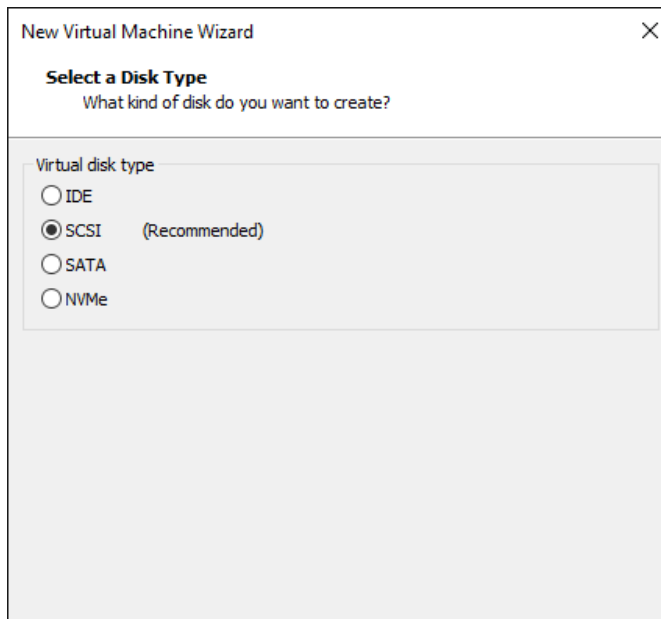 New Virtual Machine Wizard
Select a Disk Type
What kind of disk do you want to create?
Virtual disk type
IDE
SCSI (Recommended)
SATA
NVMe